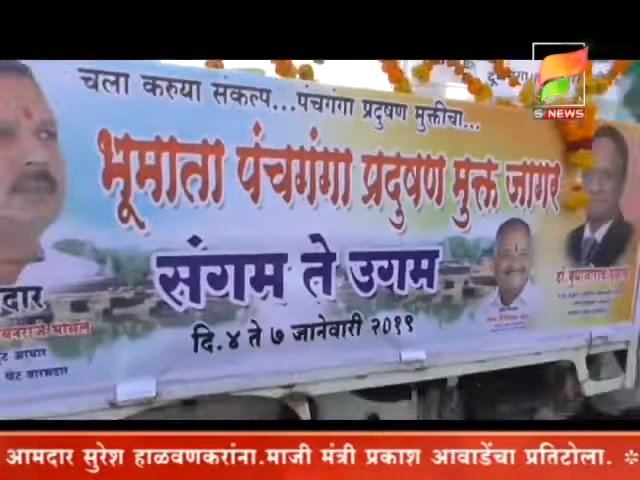 चला करुया संकल्प...पंचगंगा प्रदुषण मुक्तीचा...
भूमाता पंचगंगा प्रदुषण मुक्त जागर
संगम ते उगम
दि.४ ते ७ जानेवारी २०१९
दार
S NEWS
S NEWS
आमदार सुरेश हाळवणकरांना.माजी मंत्री प्रकाश आवाडेंचा प्रतिटोला. ❊